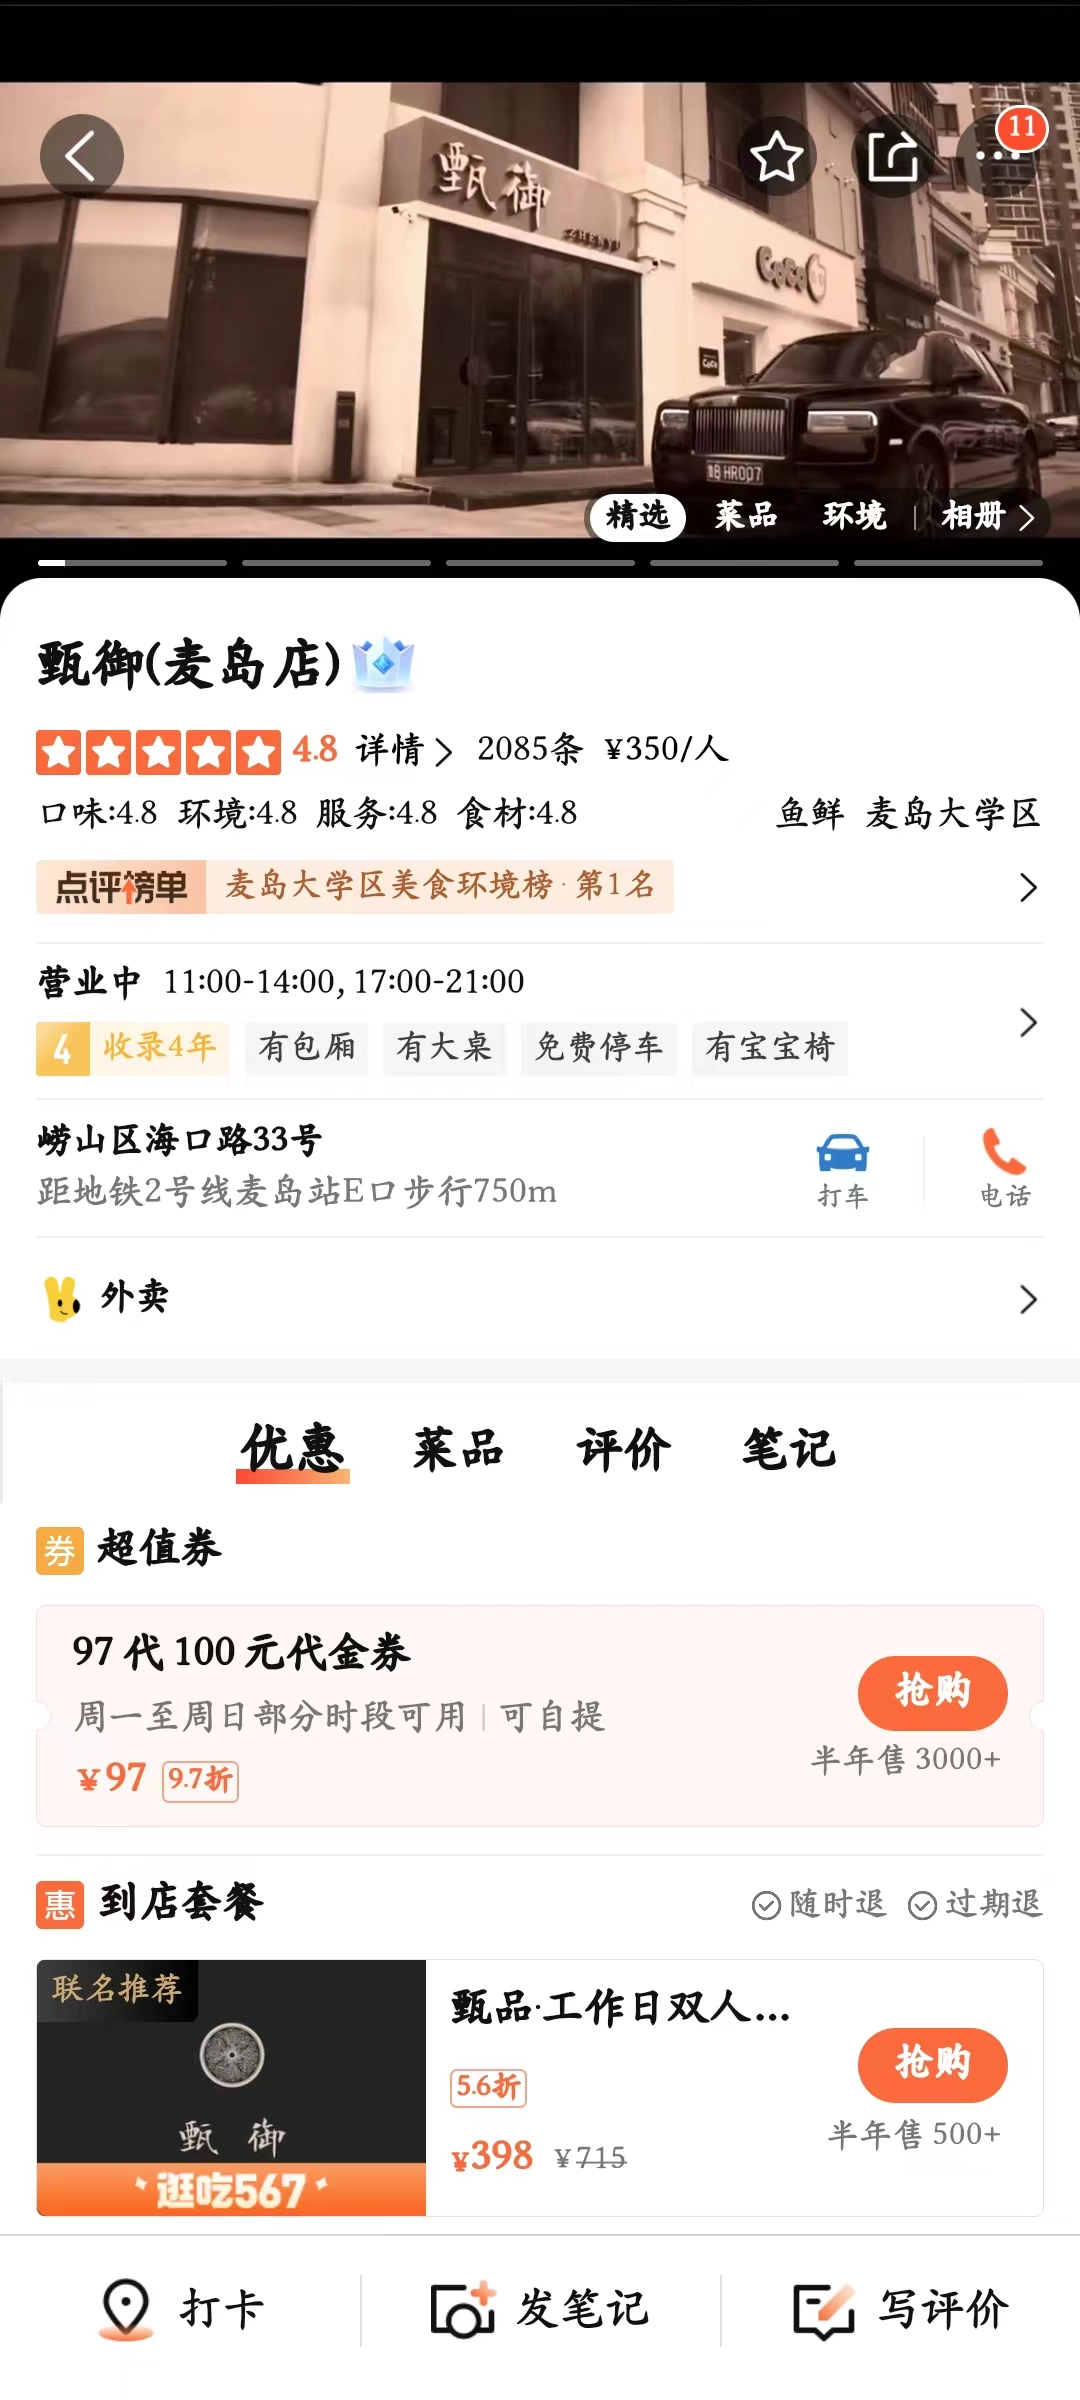 甄御
ZHENYU
CoCo
CoCo
11
B HR007
精选 菜品 环境 | 相册
甄御(麦岛店)
4.8 详情 2085条 ¥350/人
口味:4.8 环境:4.8 服务:4.8 食材:4.8 鱼鲜 麦岛大学区
点评榜单 麦岛大学区美食环境榜·第1名
营业中 11:00-14:00, 17:00-21:00
4 收录4年 有包厢 有大桌 免费停车 有宝宝椅
崂山区海口路33号
距地铁2号线麦岛站E口步行750m
打车 电话
外卖
优惠 菜品 评价 笔记
券 超值券
97代100元代金券
抢购
周一至周日部分时段可用 | 可自提
半年售 3000+
¥97 9.7折
惠 到店套餐 随时退 过期退
联名推荐
甄御
逛吃567
甄品·工作日双人...
5.6折
抢购
半年售 500+
¥398 ¥715
打卡 发笔记 写评价